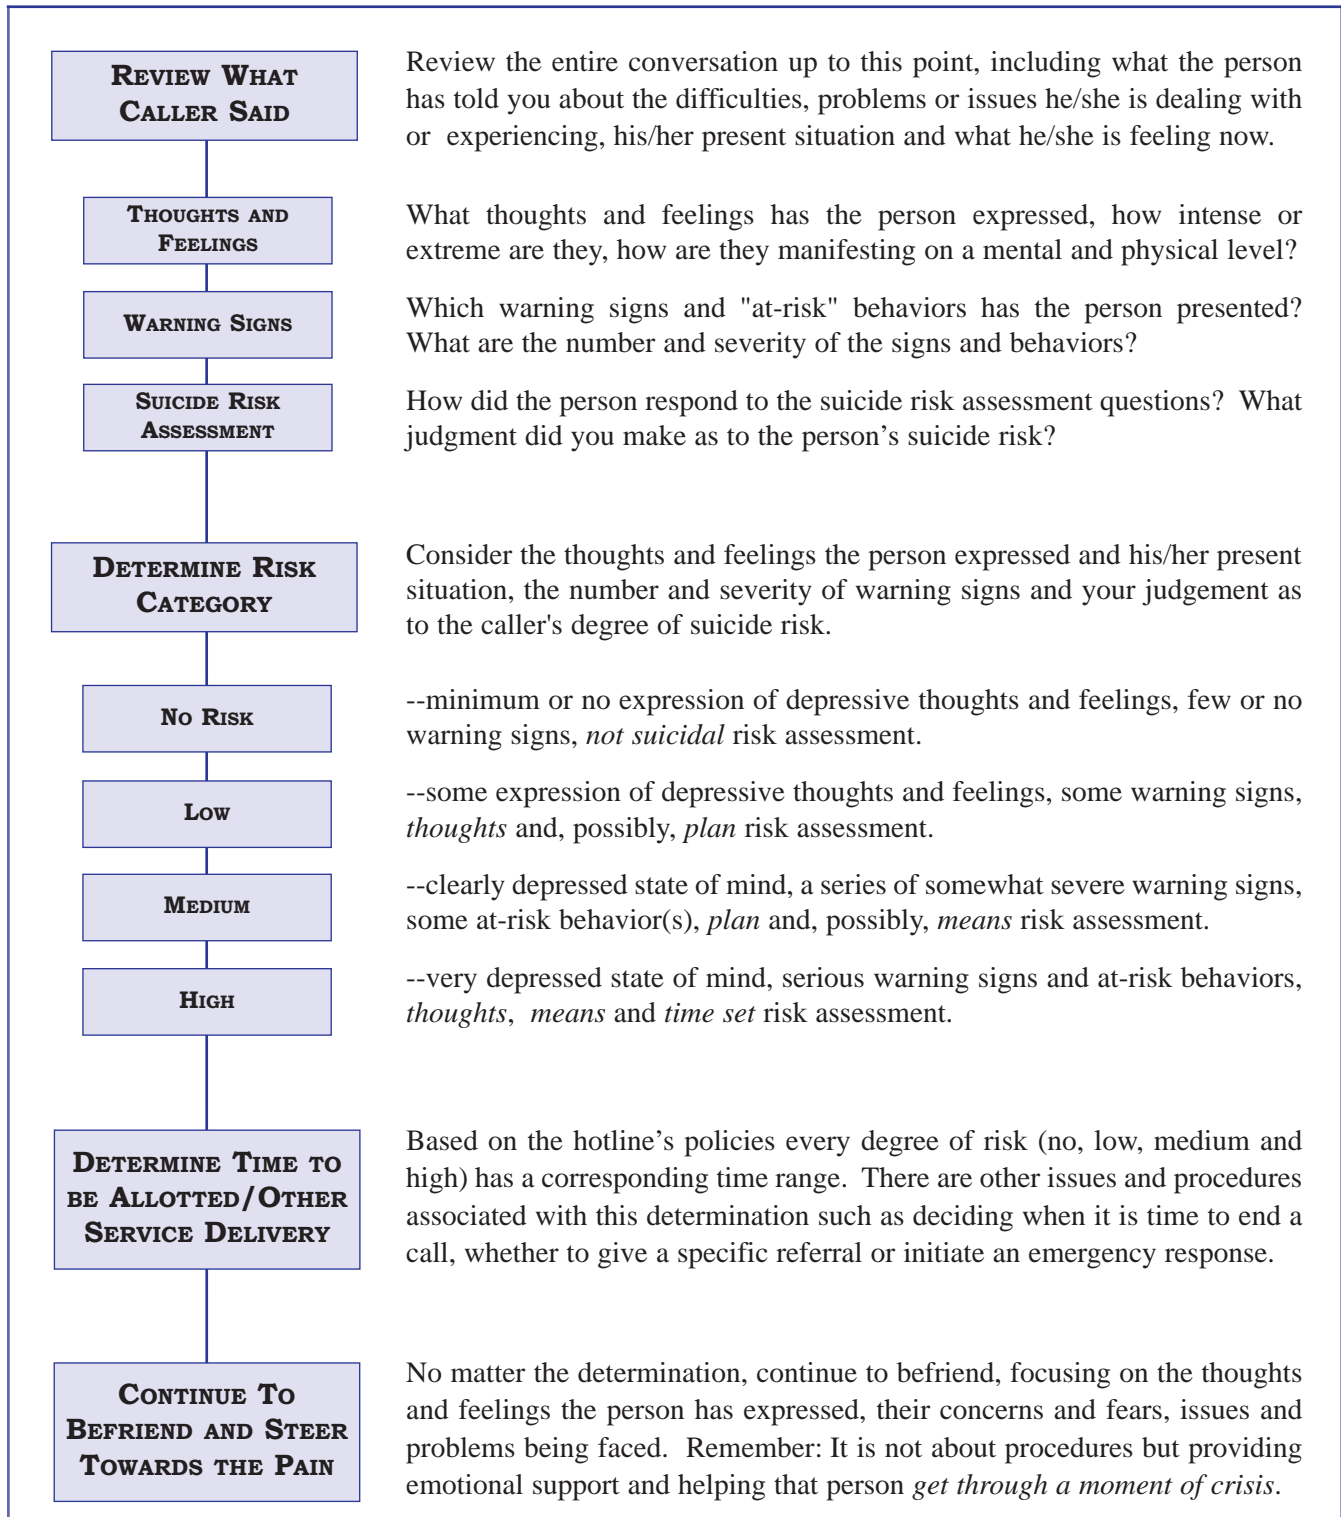 REVIEW WHAT
CALLER SAID
Review the entire conversation up to this point, including what the person
has told you about the difficulties, problems or issues he/she is dealing with
or experiencing, his/her present situation and what he/she is feeling now.
THOUGHTS AND
FEELINGS
What thoughts and feelings has the person expressed, how intense or
extreme are they, how are they manifesting on a mental and physical level?
WARNING SIGNS
Which warning signs and "at-risk" behaviors has the person presented?
What are the number and severity of the signs and behaviors?
SUICIDE RISK
ASSESSMENT
How did the person respond to the suicide risk assessment questions? What
judgment did you make as to the person’s suicide risk?
DETERMINE RISK
CATEGORY
Consider the thoughts and feelings the person expressed and his/her present
situation, the number and severity of warning signs and your judgement as
to the caller's degree of suicide risk.
NO RISK
--minimum or no expression of depressive thoughts and feelings, few or no
warning signs, not suicidal risk assessment.
LOW
--some expression of depressive thoughts and feelings, some warning signs,
thoughts and, possibly, plan risk assessment.
MEDIUM
--clearly depressed state of mind, a series of somewhat severe warning signs,
some at-risk behavior(s), plan and, possibly, means risk assessment.
HIGH
--very depressed state of mind, serious warning signs and at-risk behaviors,
thoughts, means and time set risk assessment.
DETERMINE TIME TO
BE ALLOTTED/OTHER
SERVICE DELIVERY
Based on the hotline’s policies every degree of risk (no, low, medium and
high) has a corresponding time range. There are other issues and procedures
associated with this determination such as deciding when it is time to end a
call, whether to give a specific referral or initiate an emergency response.
CONTINUE TO
BEFRIEND AND STEER
TOWARDS THE PAIN
No matter the determination, continue to befriend, focusing on the thoughts
and feelings the person has expressed, their concerns and fears, issues and
problems being faced. Remember: It is not about procedures but providing
emotional support and helping that person get through a moment of crisis.